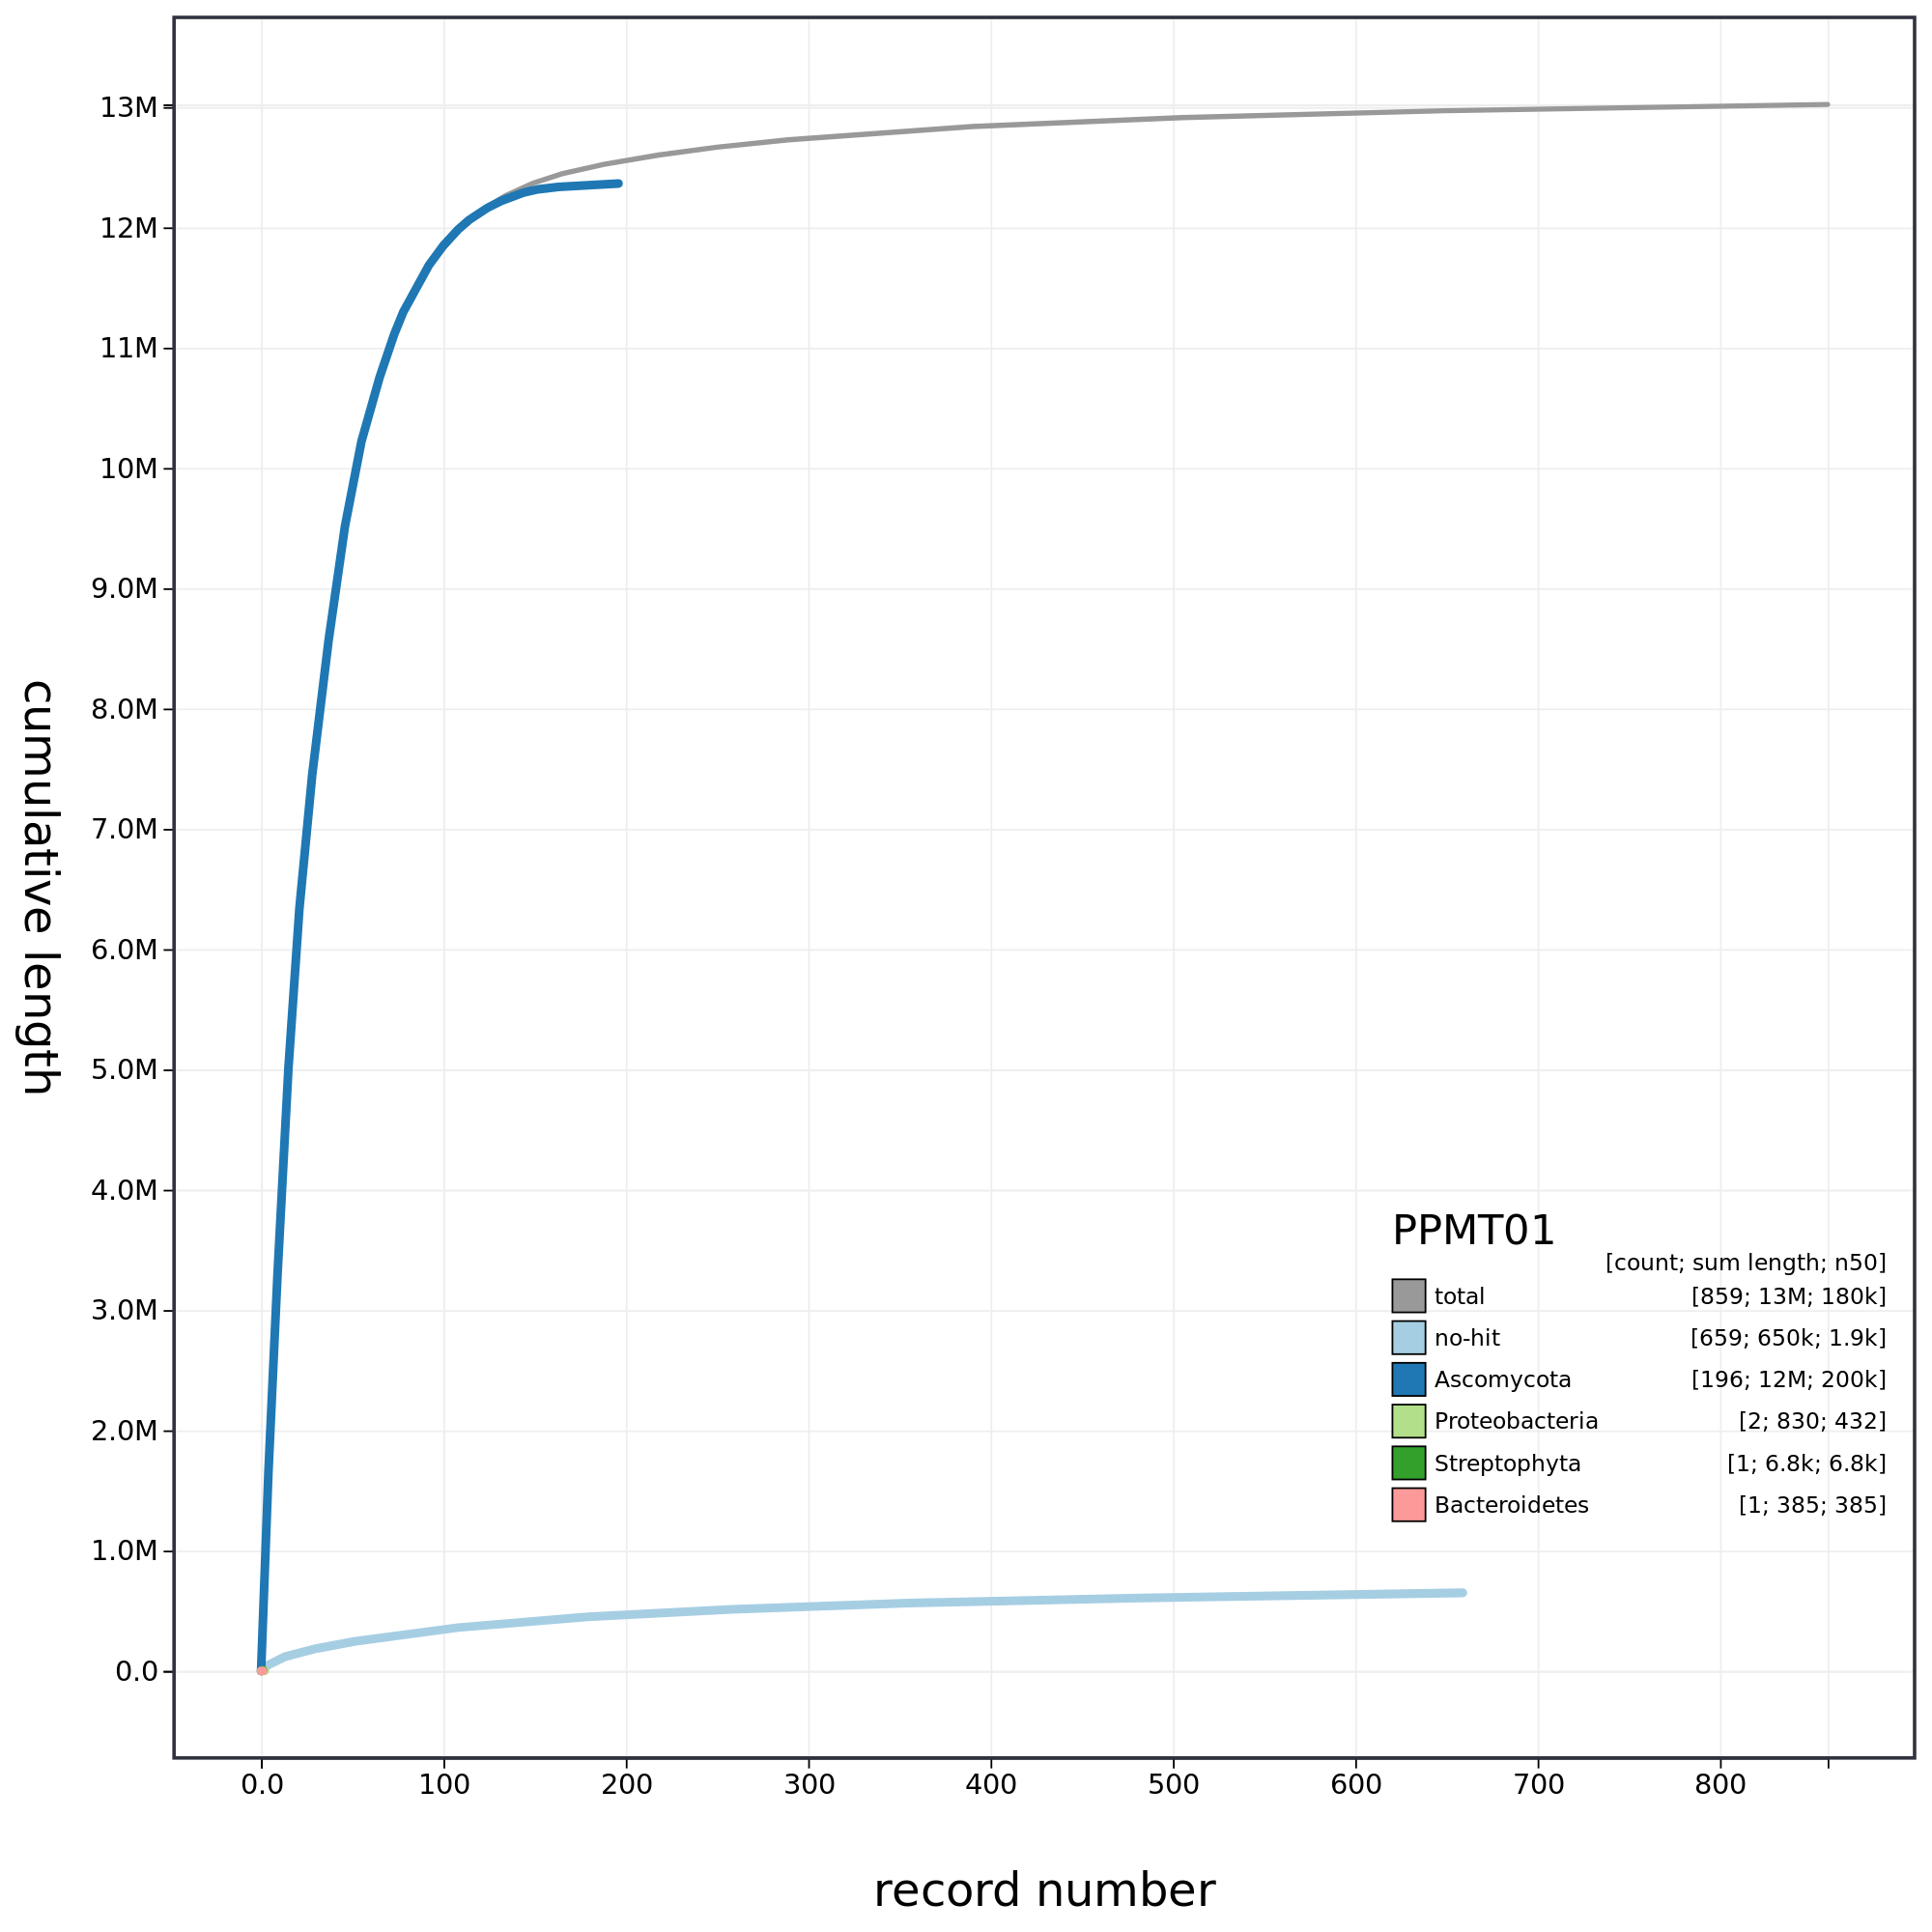 13M
12M
11M
10M
9.0M
8.0M
7.0M
6.0M
5.0M
4.0M
3.0M
2.0M
1.0M
0.0
cumulative length
PPMT01
[count; sum length; n50]
total [859; 13M; 180k]
no-hit [659; 650k; 1.9k]
Ascomycota [196; 12M; 200k]
Proteobacteria [2; 830; 432]
Streptophyta [1; 6.8k; 6.8k]
Bacteroidetes [1; 385; 385]
0.0 100 200 300 400 500 600 700 800
record number